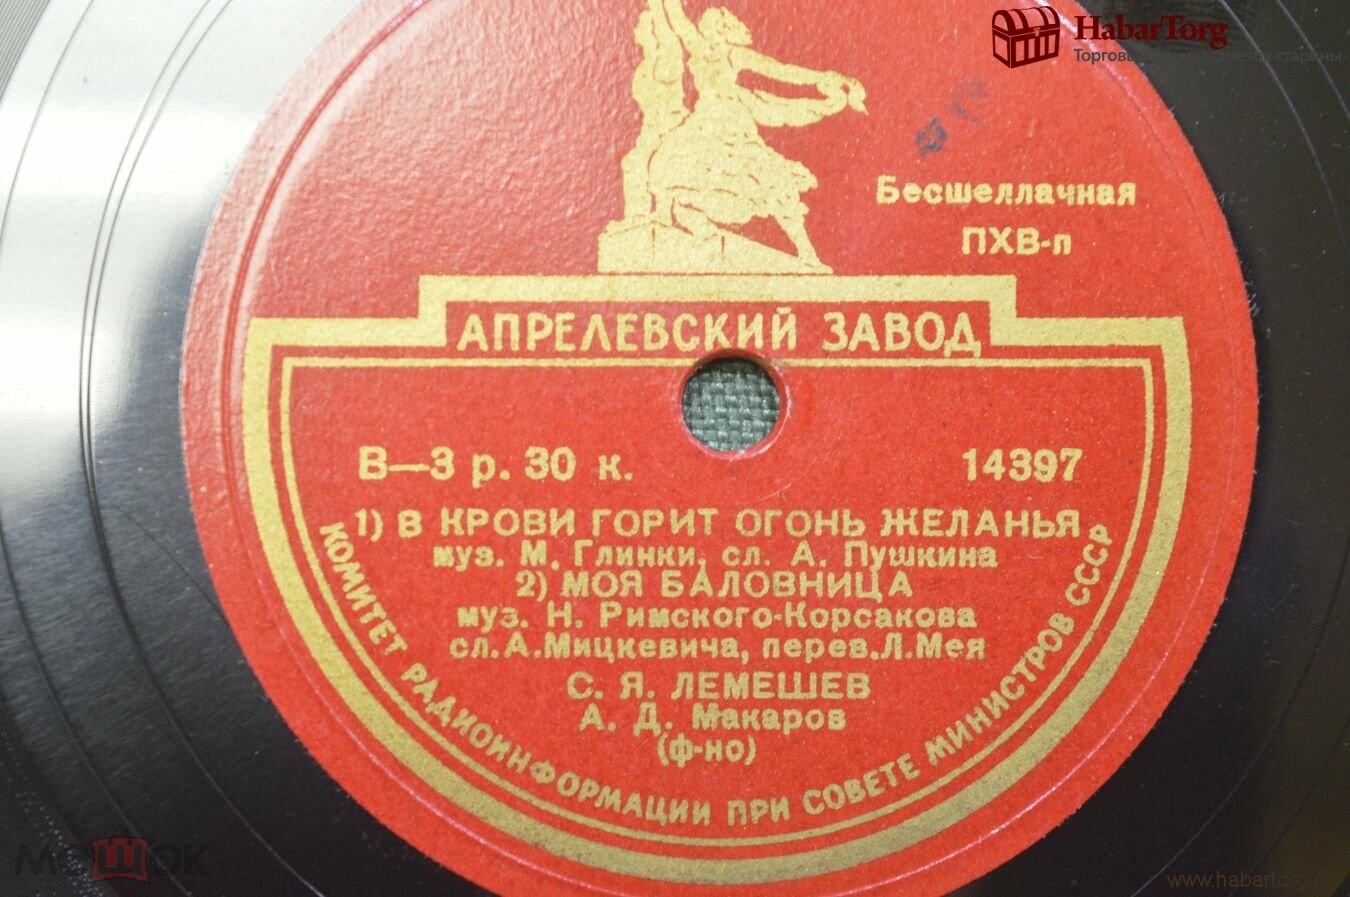 HabarTorg
Бесшеллачная
ПХВ-п
АПРЕЛЕВСКИЙ ЗАВОД
В—3 р. 30 к.
14397
1) В КРОВИ ГОРИТ ОГОНЬ ЖЕЛАНЬЯ
муз. М. Глинки, сл. А. Пушкина
2) МОЯ БАЛОВНИЦА
муз. Н. Римского-Корсакова
сл. А. Мицкевича, перев. Л. Мея
С. Я. ЛЕМЕШЕВ
А. Д. Макаров
(ф-но)
КОМИТЕТ РАДИОИНФОРМАЦИИ ПРИ СОВЕТЕ МИНИСТРОВ СССР
мешок
www.habartorg.ru